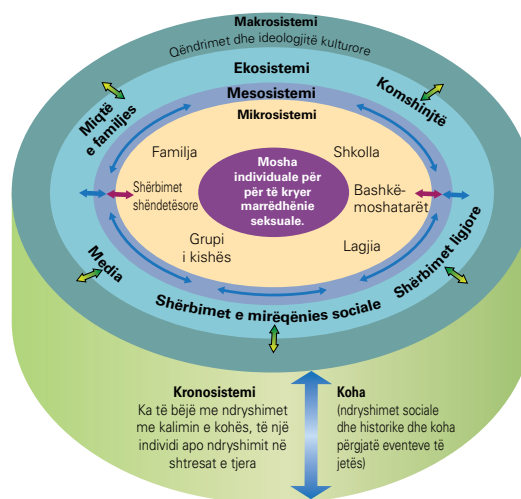 Makrosistemi
Qëndrimet dhe ideologjitë kulturore
Ekosistemi
Miqtë
e familjes
Komshinjtë
Mesosistemi
Mikrosistemi
Familja
Shkolla
Mosha
individuale për
për të kryer
marrëdhënie
seksuale.
Shërbimet
shëndetësore
Bashkë-
moshatarët
Grupi
i kishës
Lagjia
Media
Shërbimet ligjore
Shërbimet e mirëqënies sociale
Kronosistemi
Ka të bëjë me ndryshimet
me kalimin e kohës, të një
individi apo ndryshimit në
shtresat e tjera
Koha
(ndryshimet sociale
dhe historike dhe koha
përgjatë eventeve të
jetës)